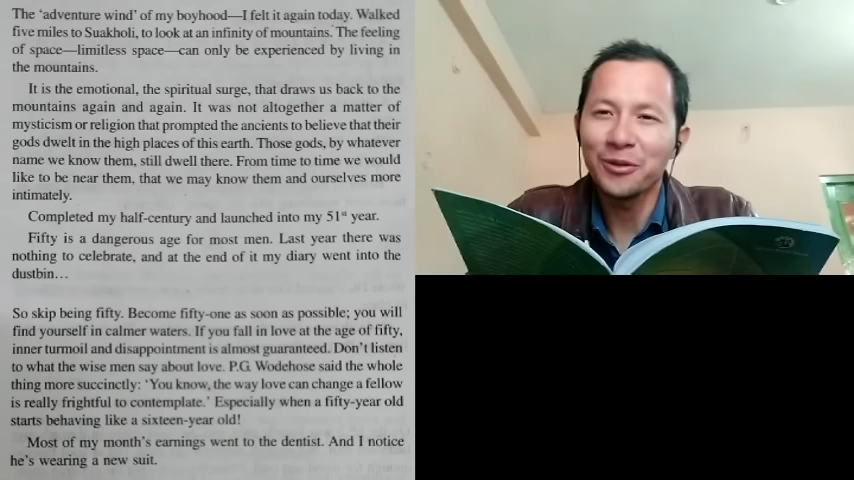 The ‘adventure wind’ of my boyhood—I felt it again today. Walked
five miles to Suakholi, to look at an infinity of mountains. The feeling
of space—limitless space—can only be experienced by living in
the mountains.
It is the emotional, the spiritual surge, that draws us back to the
mountains again and again. It was not altogether a matter of
mysticism or religion that prompted the ancients to believe that their
gods dwelt in the high places of this earth. Those gods, by whatever
name we know them, still dwell there. From time to time we would
like to be near them, that we may know them and ourselves more
intimately.
Completed my half-century and launched into my 51st year.
Fifty is a dangerous age for most men. Last year there was
nothing to celebrate, and at the end of it my diary went into the
dustbin…
So skip being fifty. Become fifty-one as soon as possible; you will
find yourself in calmer waters. If you fall in love at the age of fifty,
inner turmoil and disappointment is almost guaranteed. Don’t listen
to what the wise men say about love. P.G. Wodehose said the whole
thing more succinctly: ‘You know, the way love can change a fellow
is really frightful to contemplate.’ Especially when a fifty-year old
starts behaving like a sixteen-year old!
Most of my month’s earnings went to the dentist. And I notice
he’s wearing a new suit.